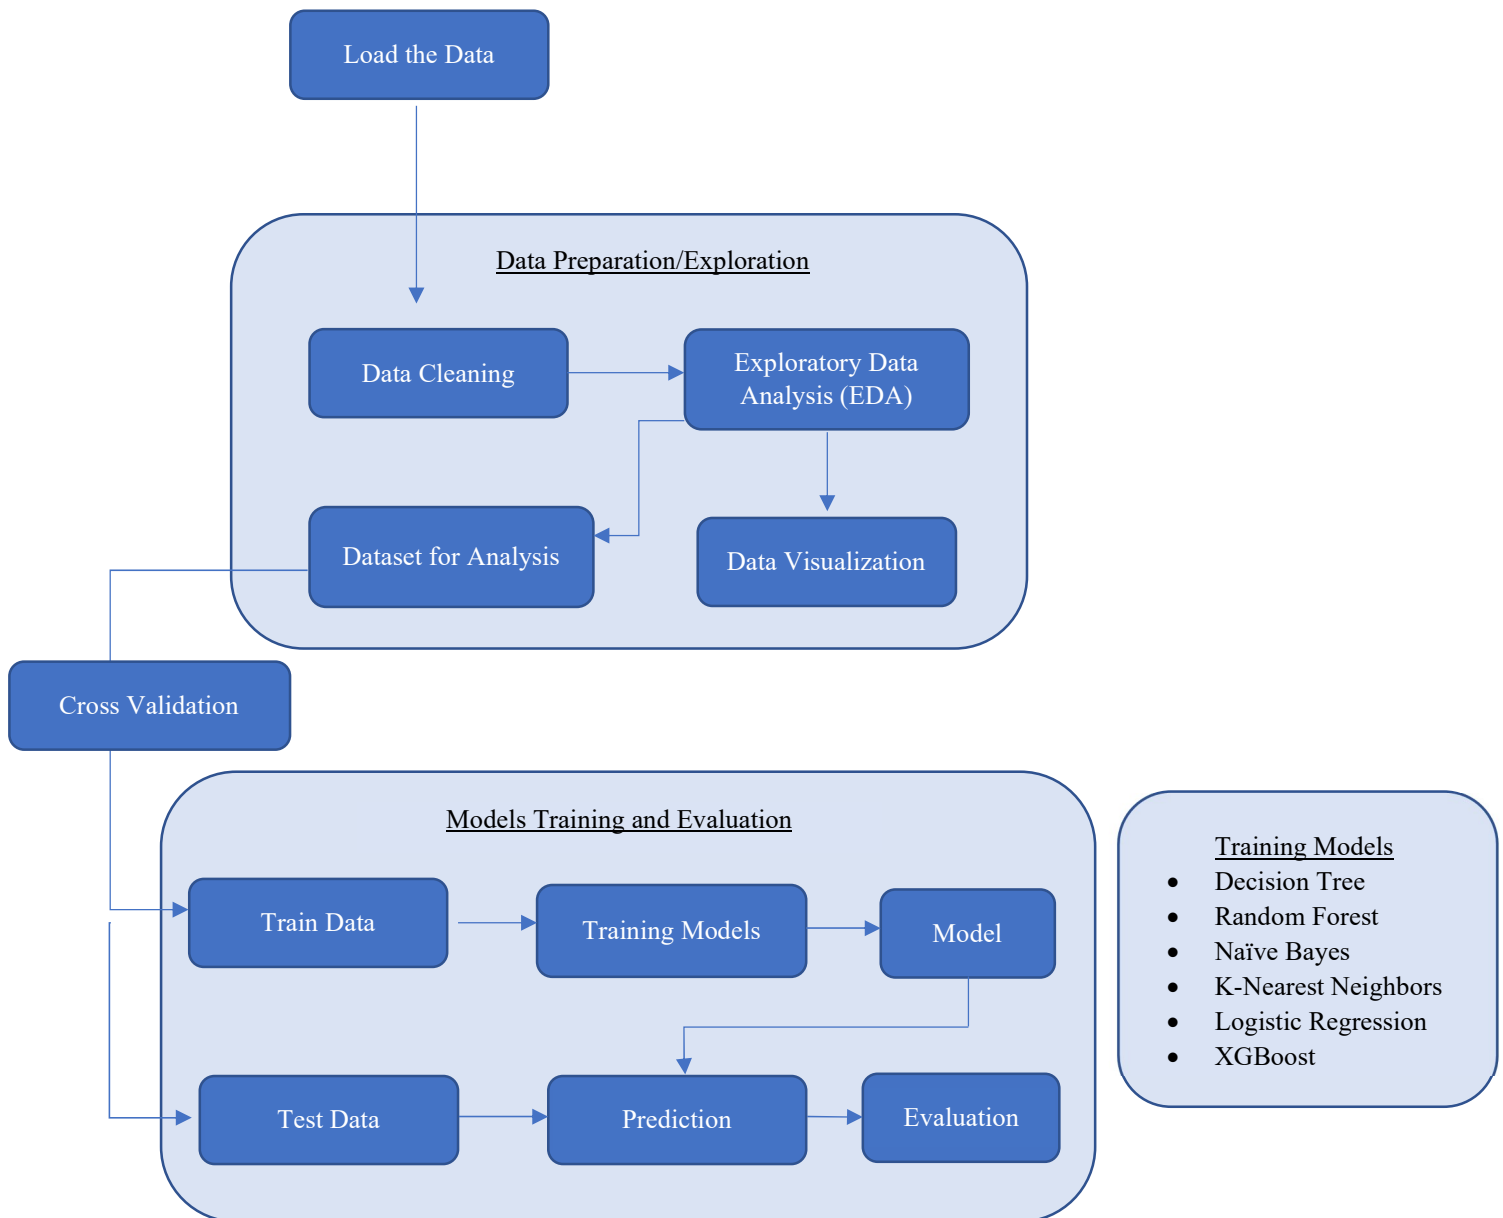 Load the Data
Data Preparation/Exploration
Data Cleaning
Exploratory Data
Analysis (EDA)
Dataset for Analysis
Data Visualization
Cross Validation
Models Training and Evaluation
Train Data
Training Models
Model
Test Data
Prediction
Evaluation
Training Models
• Decision Tree
• Random Forest
• Naïve Bayes
• K-Nearest Neighbors
• Logistic Regression
• XGBoost